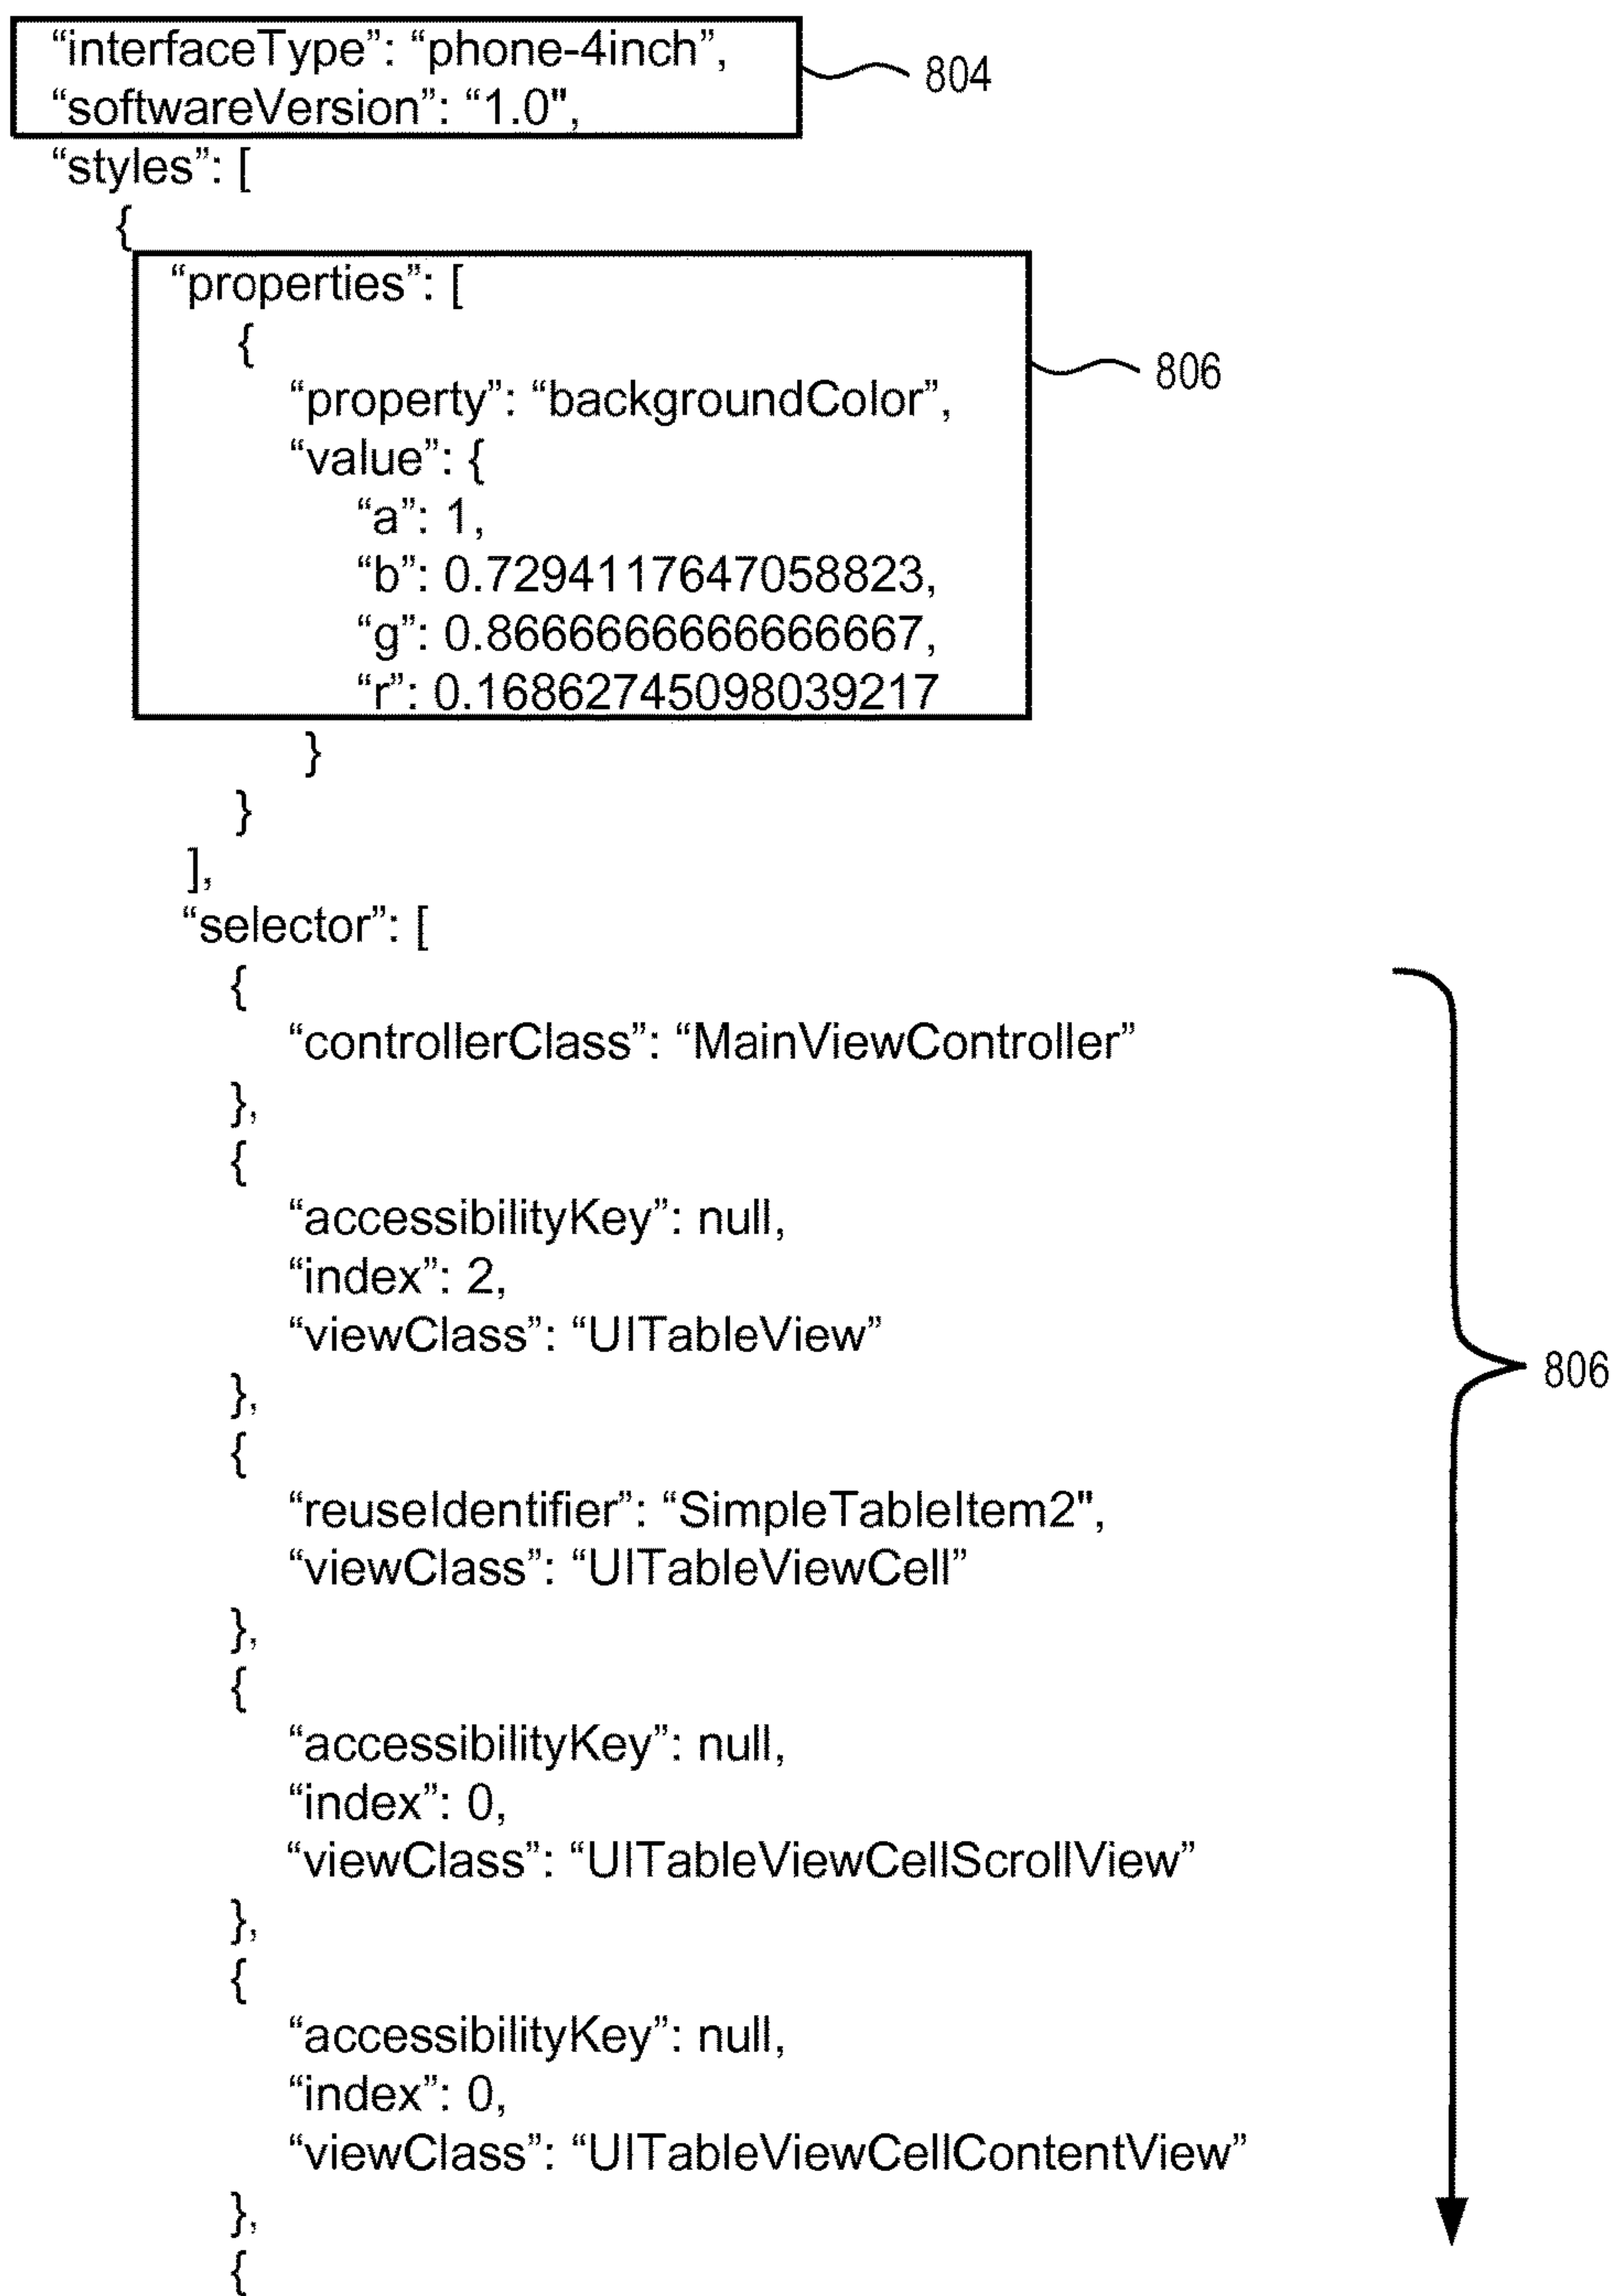 “interfaceType”: “phone-4inch”,
804
“softwareVersion”: “1.0",
“styles”: [
{
“properties”: [
{
806
“property”: “backgroundColor”,
“value”: {
“a”: 1,
“b”: 0.7294117647058823,
“g”: 0.8666666666666667,
“r”: 0.16862745098039217
}
}
],
“selector”: [
{
“controllerClass”: “MainViewController”
},
{
“accessibilityKey”: null,
“index”: 2,
“viewClass”: “UITableView”
806
},
{
“reuseIdentifier”: “SimpleTableItem2",
“viewClass”: “UITableViewCell”
},
{
“accessibilityKey”: null,
“index”: 0,
“viewClass”: “UITableViewCellScrollView”
},
{
“accessibilityKey”: null,
“index”: 0,
“viewClass”: “UITableViewCellContentView”
},
{